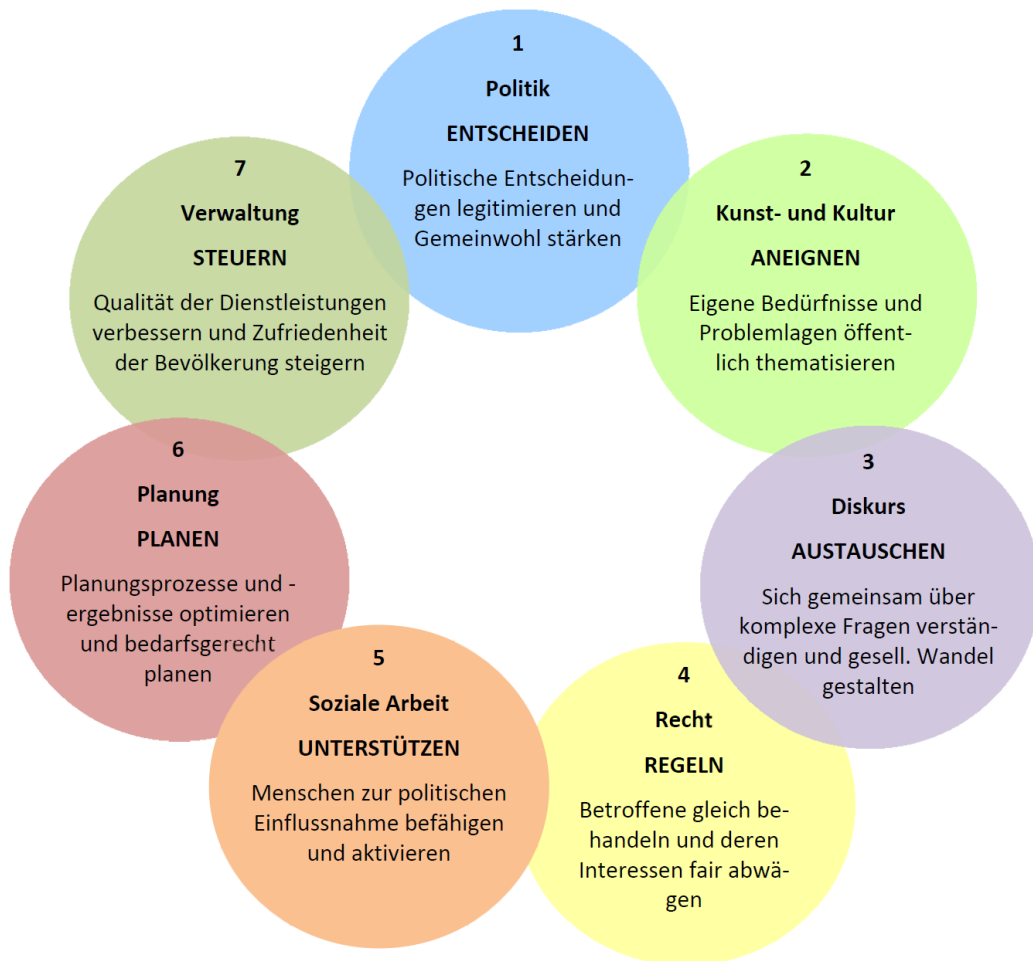 1
Politik
ENTSCHEIDEN
Politische Entscheidun-
gen legitimieren und
Gemeinwohl stärken
2
Kunst- und Kultur
ANEIGNEN
Eigene Bedürfnisse und
Problemlagen öffent-
lich thematisieren
3
Diskurs
AUSTAUSCHEN
Sich gemeinsam über
komplexe Fragen verstän-
digen und gesell. Wandel
gestalten
4
Recht
REGELN
Betroffene gleich be-
handeln und deren
Interessen fair abwä-
gen
5
Soziale Arbeit
UNTERSTÜTZEN
Menschen zur politischen
Einflussnahme befähigen
und aktivieren
6
Planung
PLANEN
Planungsprozesse und -
ergebnisse optimieren
und bedarfsgerecht
planen
7
Verwaltung
STEUERN
Qualität der Dienstleistungen
verbessern und Zufriedenheit
der Bevölkerung steigern